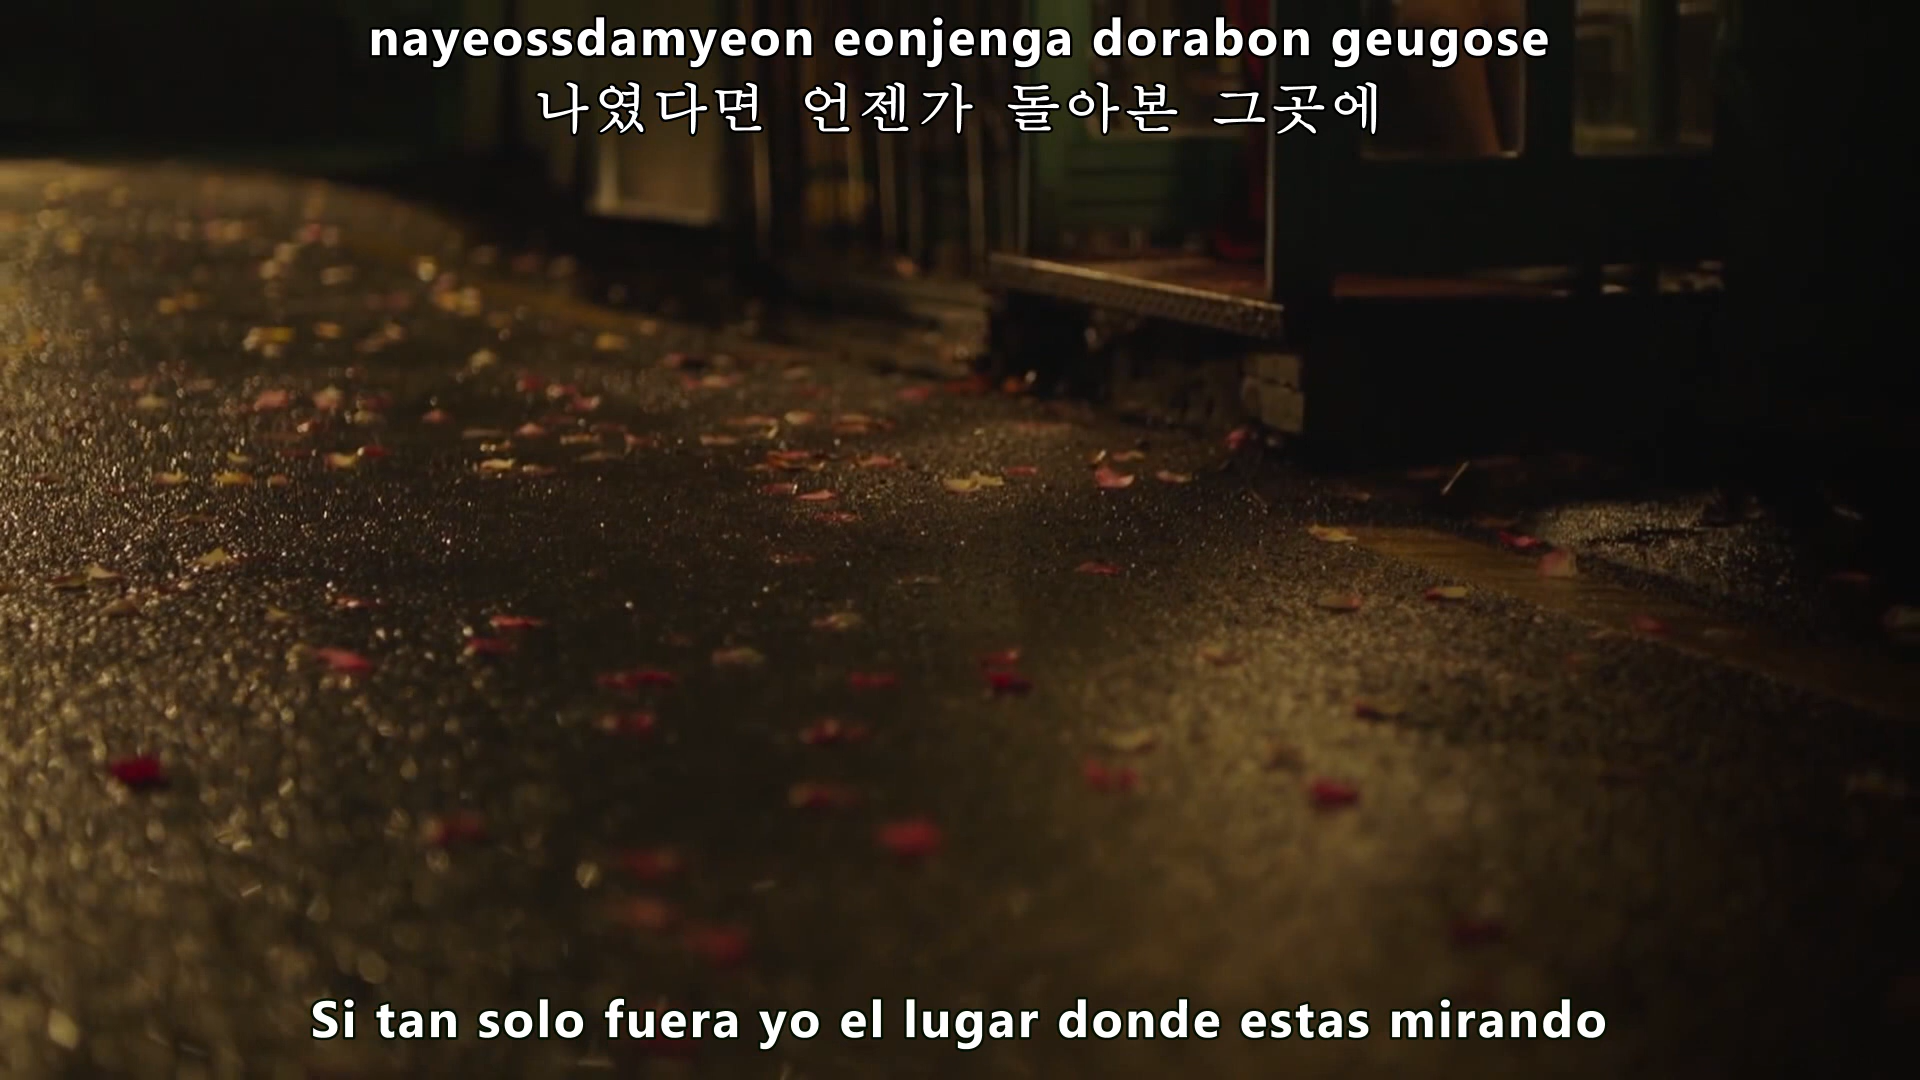 nayeossdamyeon eonjenga dorabon geugose
나였다면 언젠가 돌아본 그곳에
Si tan solo fuera yo el lugar donde estas mirando